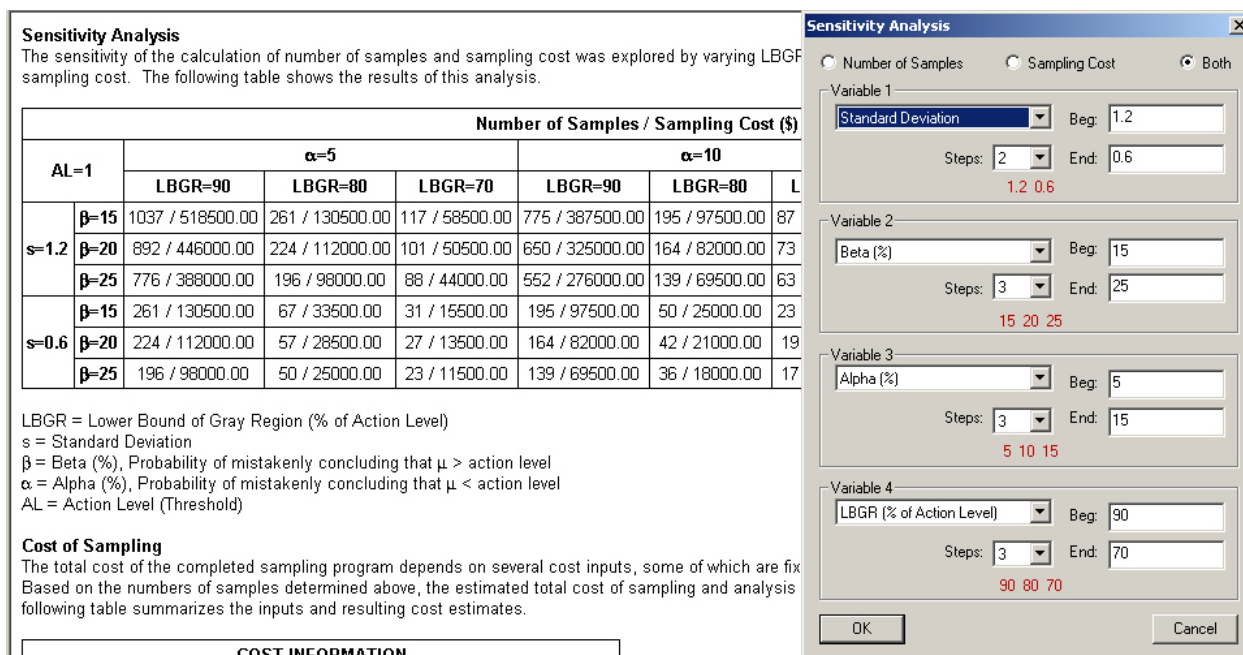 Sensitivity Analysis
The sensitivity of the calculation of number of samples and sampling cost was explored by varying LBGR
sampling cost. The following table shows the results of this analysis.
Number of Samples / Sampling Cost ($)
AL=1 α=5 α=10
LBGR=90 LBGR=80 LBGR=70 LBGR=90 LBGR=80 L
s=1.2 β=15 1037 / 518500.00 261 / 130500.00 117 / 58500.00 775 / 387500.00 195 / 97500.00 87
β=20 892 / 446000.00 224 / 112000.00 101 / 50500.00 650 / 325000.00 164 / 82000.00 73
β=25 776 / 388000.00 196 / 98000.00 88 / 44000.00 552 / 276000.00 139 / 69500.00 63
s=0.6 β=15 261 / 130500.00 67 / 33500.00 31 / 15500.00 195 / 97500.00 50 / 25000.00 23
β=20 224 / 112000.00 57 / 28500.00 27 / 13500.00 164 / 82000.00 42 / 21000.00 19
β=25 196 / 98000.00 50 / 25000.00 23 / 11500.00 139 / 69500.00 36 / 18000.00 17
LBGR = Lower Bound of Gray Region (% of Action Level)
s = Standard Deviation
β = Beta (%), Probability of mistakenly concluding that μ > action level
α = Alpha (%), Probability of mistakenly concluding that μ < action level
AL = Action Level (Threshold)
Cost of Sampling
The total cost of the completed sampling program depends on several cost inputs, some of which are fix
Based on the numbers of samples determined above, the estimated total cost of sampling and analysis
following table summarizes the inputs and resulting cost estimates.
COST INFORMATION
Sensitivity Analysis
Number of Samples Sampling Cost Both
Variable 1
Standard Deviation Beg: 1.2
Steps: 2 End: 0.6
1.2 0.6
Variable 2
Beta (%) Beg: 15
Steps: 3 End: 25
15 20 25
Variable 3
Alpha (%) Beg: 5
Steps: 3 End: 15
5 10 15
Variable 4
LBGR (% of Action Level) Beg: 90
Steps: 3 End: 70
90 80 70
OK Cancel